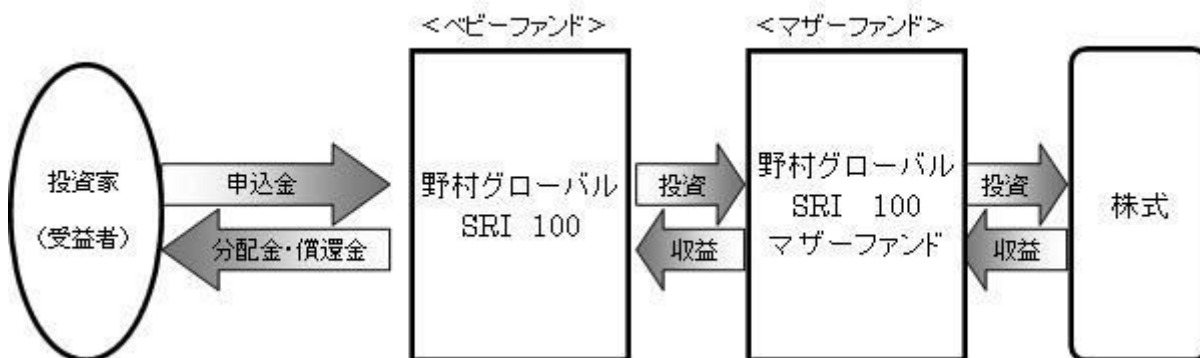 <ベビーファンド>
<マザーファンド>
投資家
(受益者)
申込金
分配金・償還金
野村グローバル
SRI 100
投資
収益
野村グローバル
SRI 100
マザーファンド
投資
収益
株式